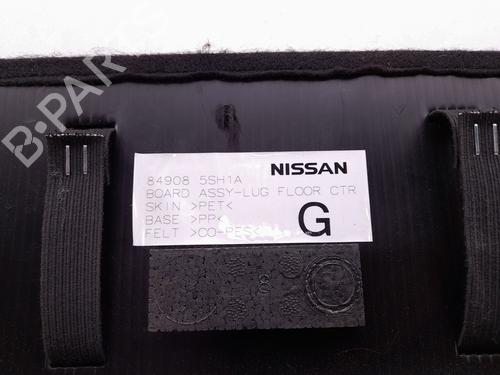 84908 5SH1A NISSAN
BOARD ASSY-LUG FLOOR CTR
SKIN >PET<
BASE >PP<
FELT >CO-PES< G
B-PARTS